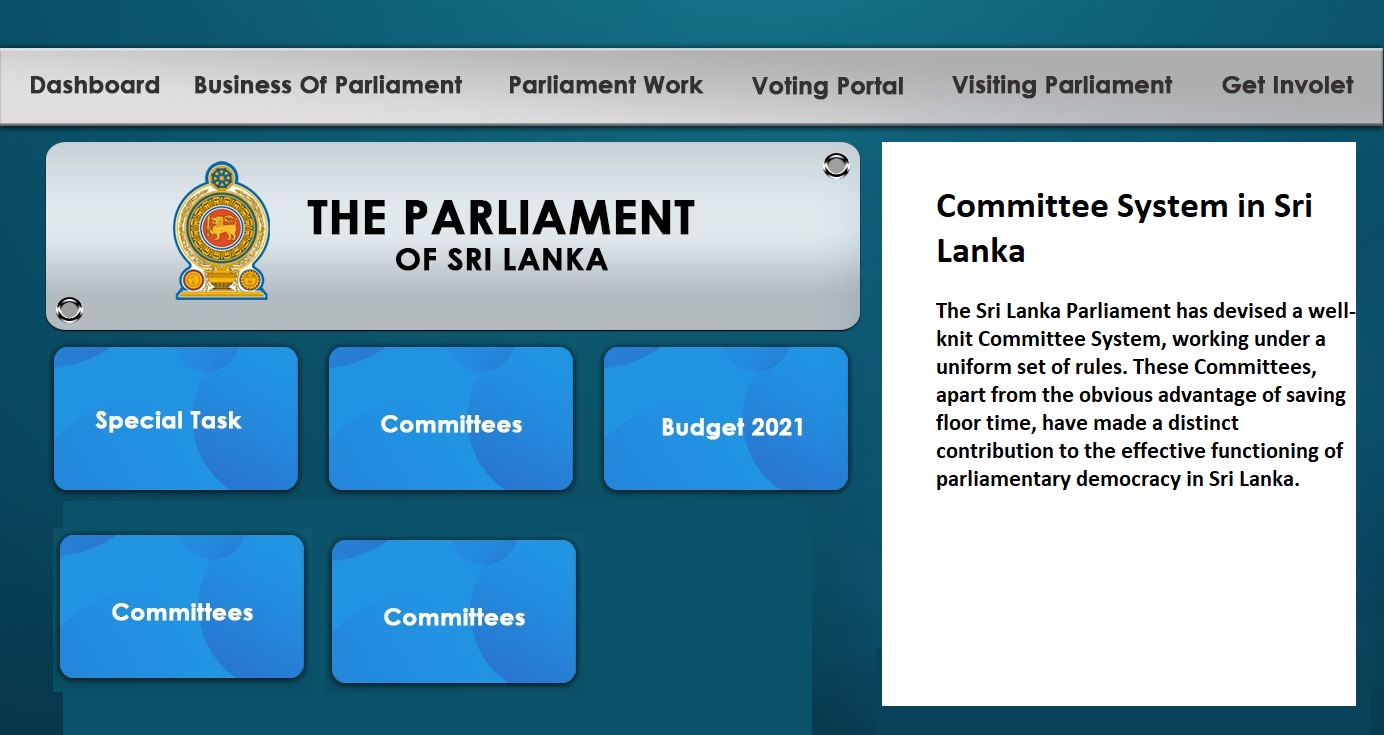 Dashboard Business Of Parliament Parliament Work Voting Portal Visiting Parliament Get Involet
THE PARLIAMENT
OF SRI LANKA
Special Task
Committees
Budget 2021
Committees
Committees
Committee System in Sri
Lanka
The Sri Lanka Parliament has devised a well-
knit Committee System, working under a
uniform set of rules. These Committees,
apart from the obvious advantage of saving
floor time, have made a distinct
contribution to the effective functioning of
parliamentary democracy in Sri Lanka.